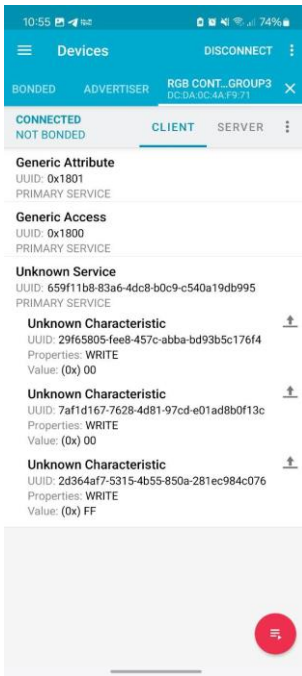 10:55 74%
Devices DISCONNECT
BONDED ADVERTISER RGB CONT...GROUP3
DC:DA:0C:4A:F9:71
CONNECTED
NOT BONDED CLIENT SERVER
Generic Attribute
UUID: 0x1801
PRIMARY SERVICE
Generic Access
UUID: 0x1800
PRIMARY SERVICE
Unknown Service
UUID: 659f11b8-83a6-4dc8-b0c9-c540a19db995
PRIMARY SERVICE
Unknown Characteristic
UUID: 29f65805-fee8-457c-abba-bd93b5c176f4
Properties: WRITE
Value: (0x) 00
Unknown Characteristic
UUID: 7af1d167-7628-4d81-97cd-e01ad8b0f13c
Properties: WRITE
Value: (0x) 00
Unknown Characteristic
UUID: 2d364af7-5315-4b55-850a-281ec984c076
Properties: WRITE
Value: (0x) FF